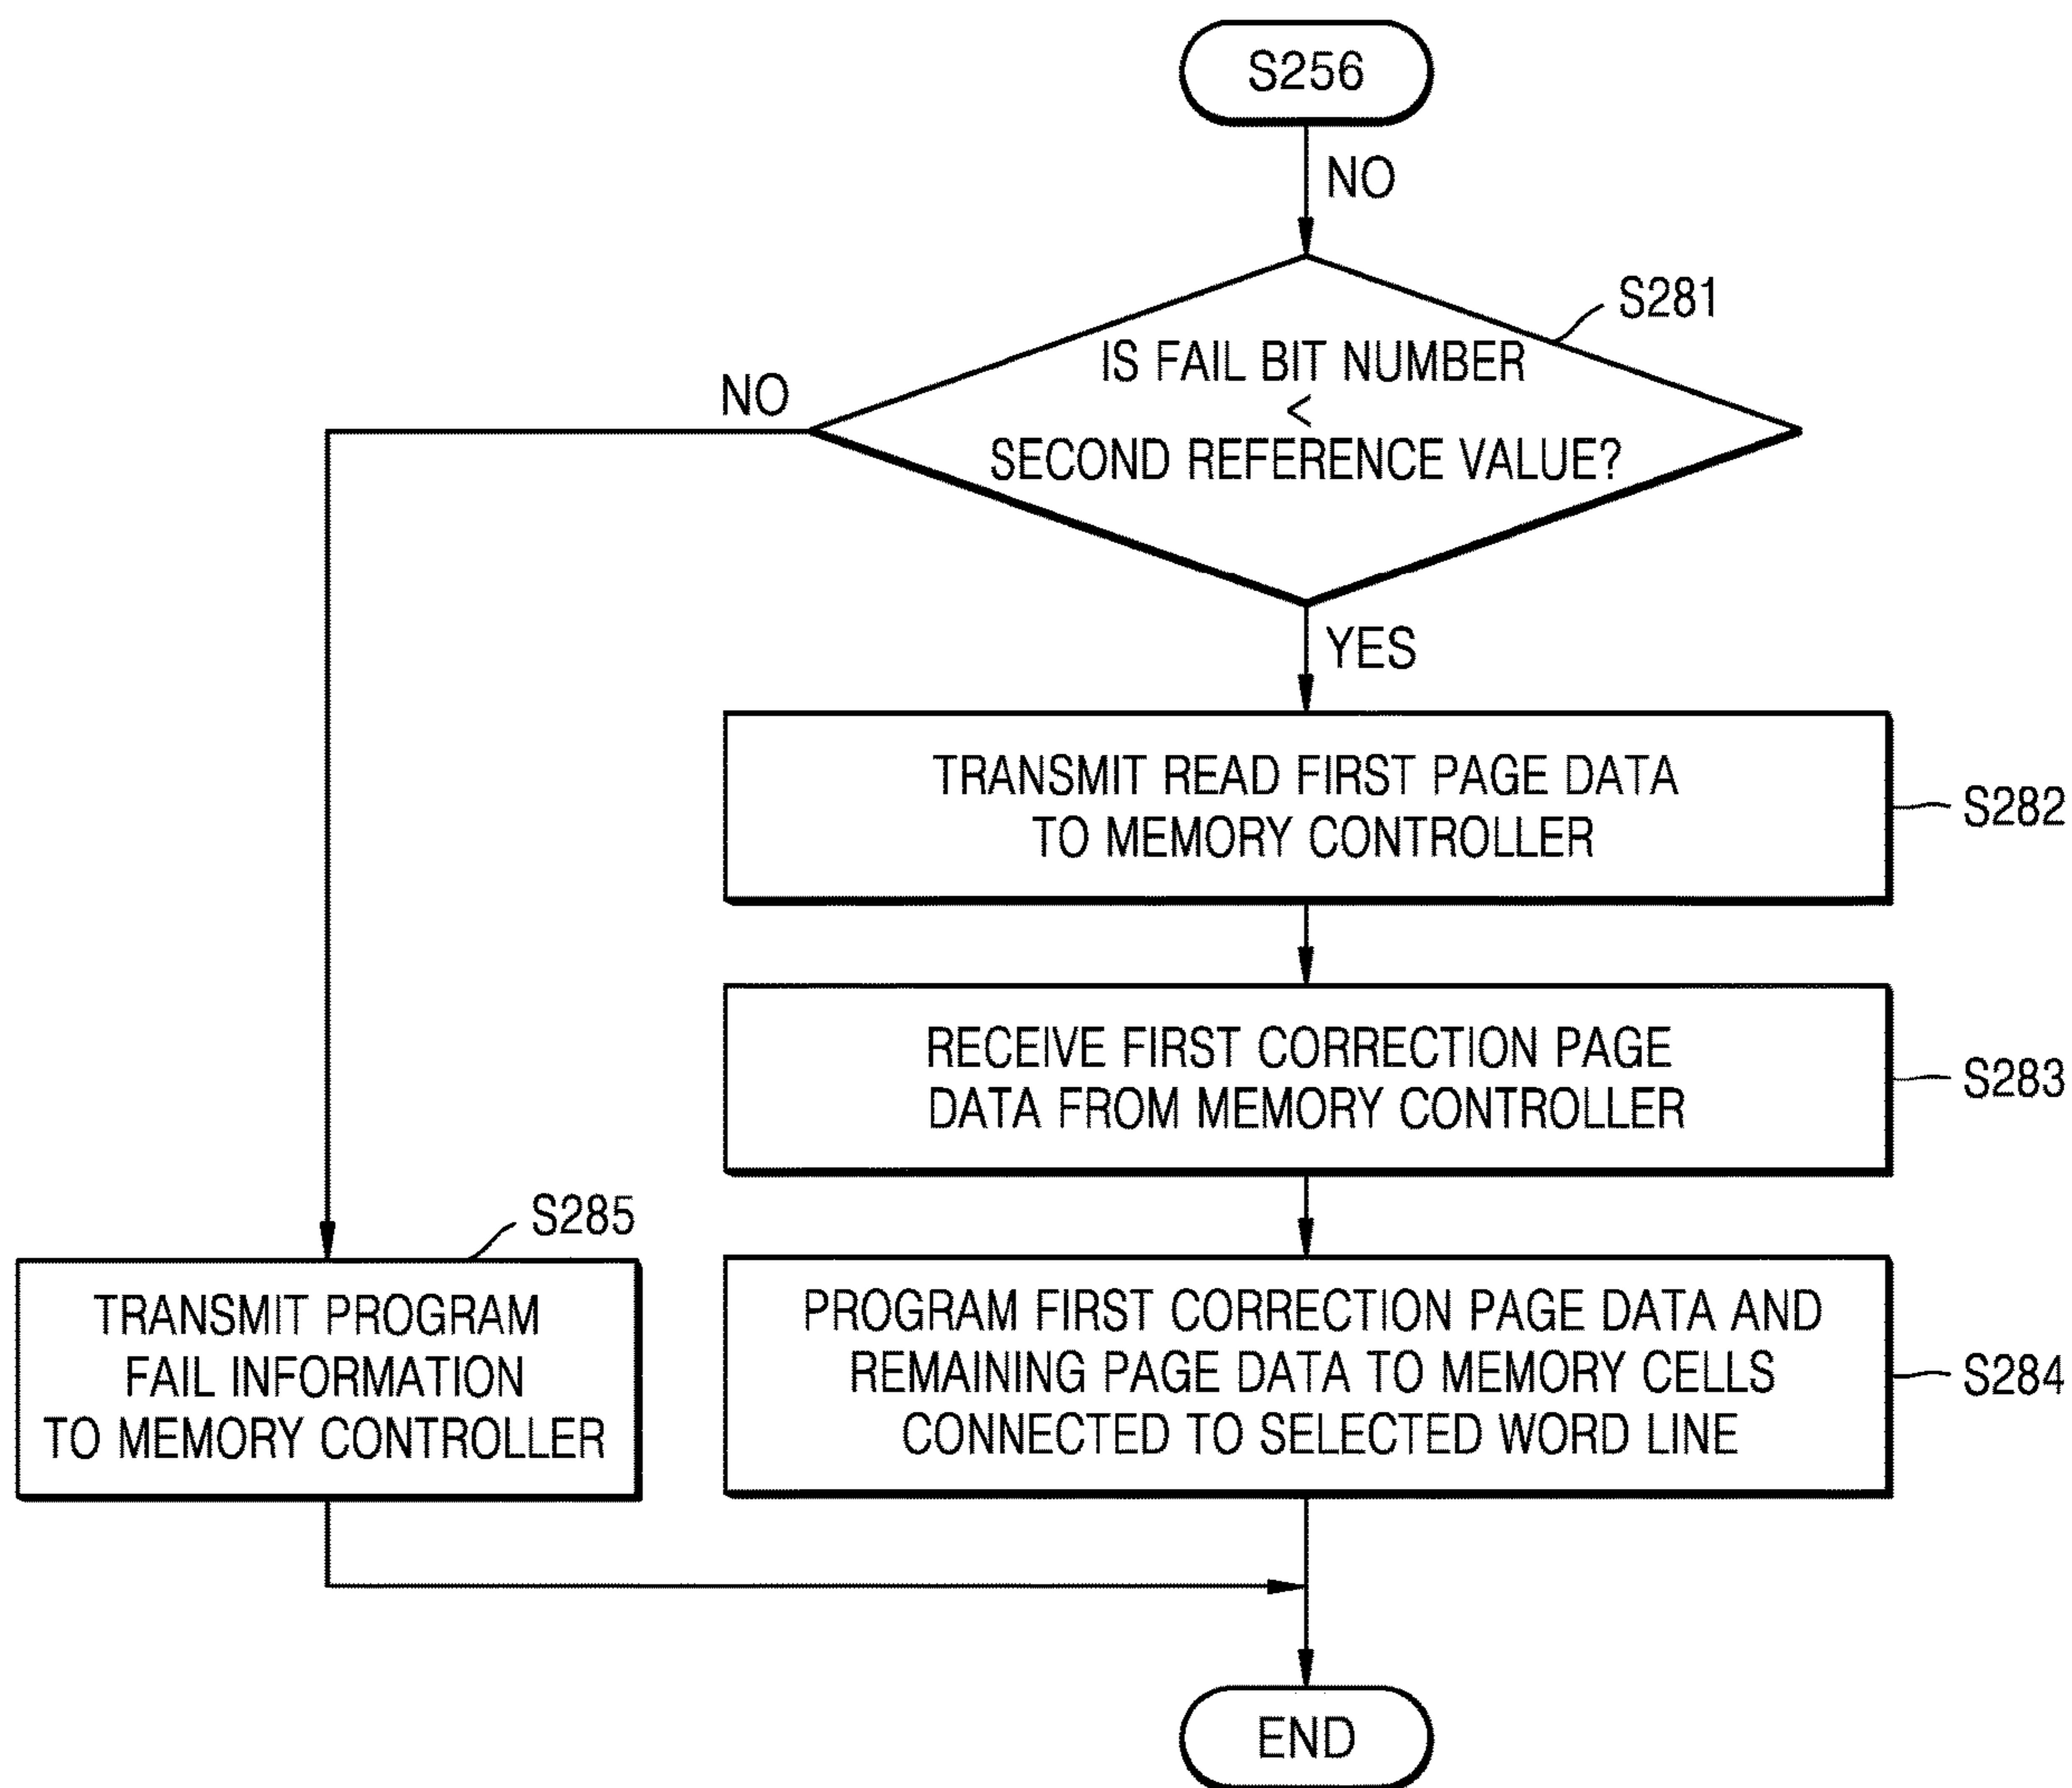 S256
NO
S281
IS FAIL BIT NUMBER
<
SECOND REFERENCE VALUE?
NO
YES
TRANSMIT READ FIRST PAGE DATA
TO MEMORY CONTROLLER
S282
RECEIVE FIRST CORRECTION PAGE
DATA FROM MEMORY CONTROLLER
S283
S285
TRANSMIT PROGRAM
FAIL INFORMATION
TO MEMORY CONTROLLER
PROGRAM FIRST CORRECTION PAGE DATA AND
REMAINING PAGE DATA TO MEMORY CELLS
CONNECTED TO SELECTED WORD LINE
S284
END